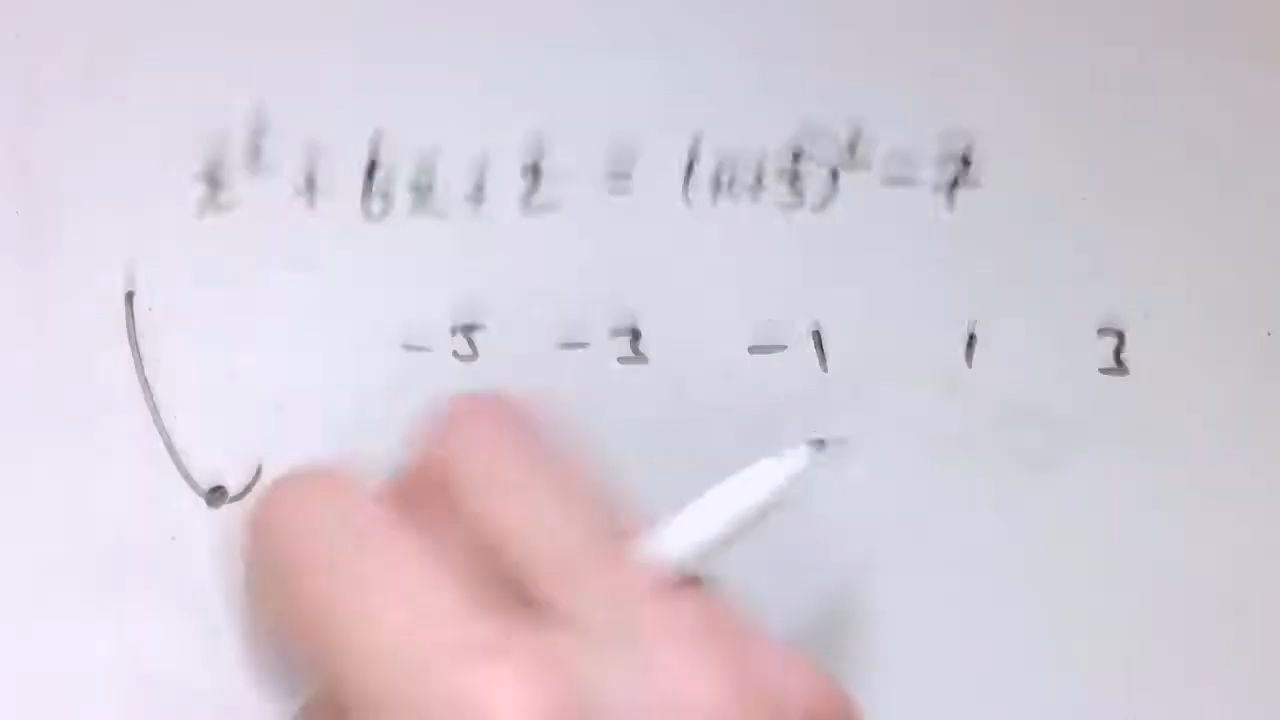 x² + 6x + 2 = (x+3)² - 7
-5 -3 -1 1 3